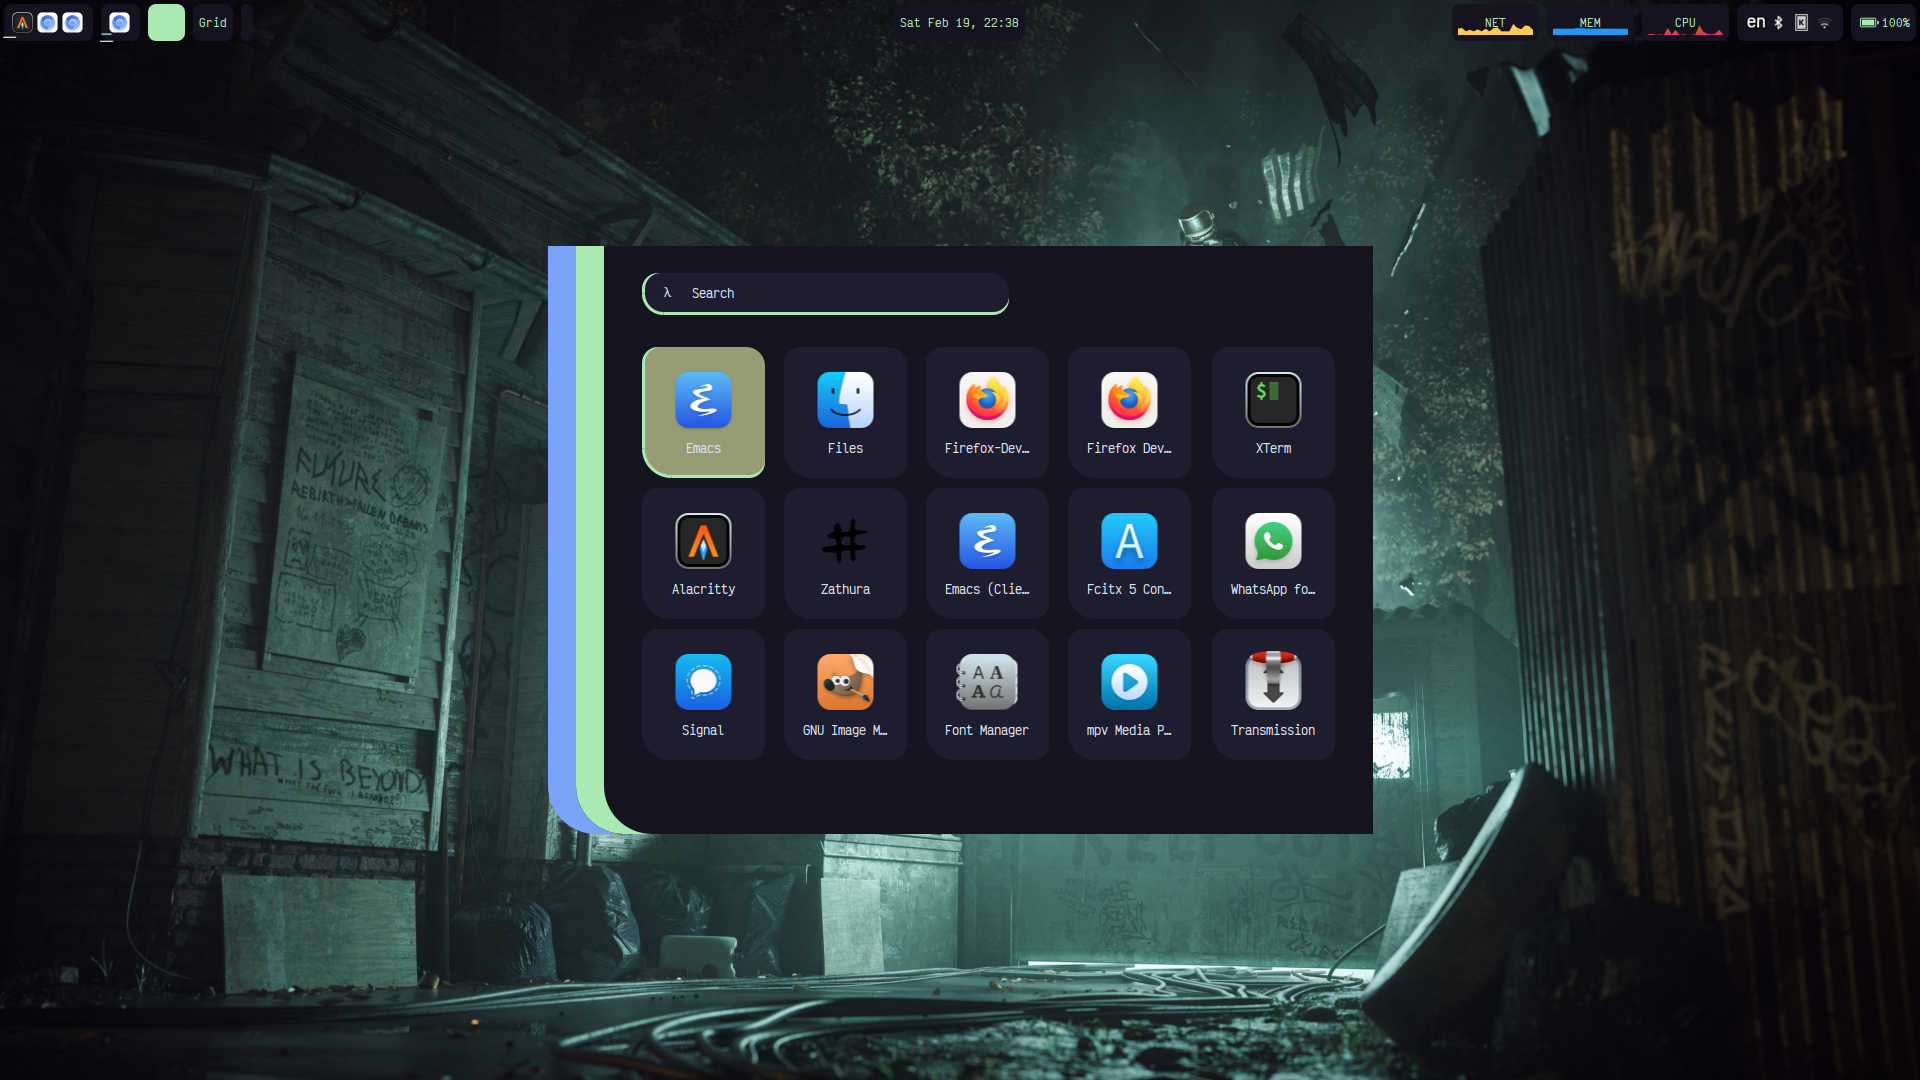 Grid
Sat Feb 19, 22:38
NET
MEM
CPU
en
K
100%
λ Search
Emacs
Files
Firefox-Dev…
Firefox Dev…
$
XTerm
Alacritty
Zathura
Emacs (Clie…
A
Fcitx 5 Con…
WhatsApp fo…
Signal
GNU Image M…
A A
A a
Font Manager
mpv Media P…
Transmission
FUTURE
REBIRTH>FALLEN DREAMS
WHAT IS BEYOND?